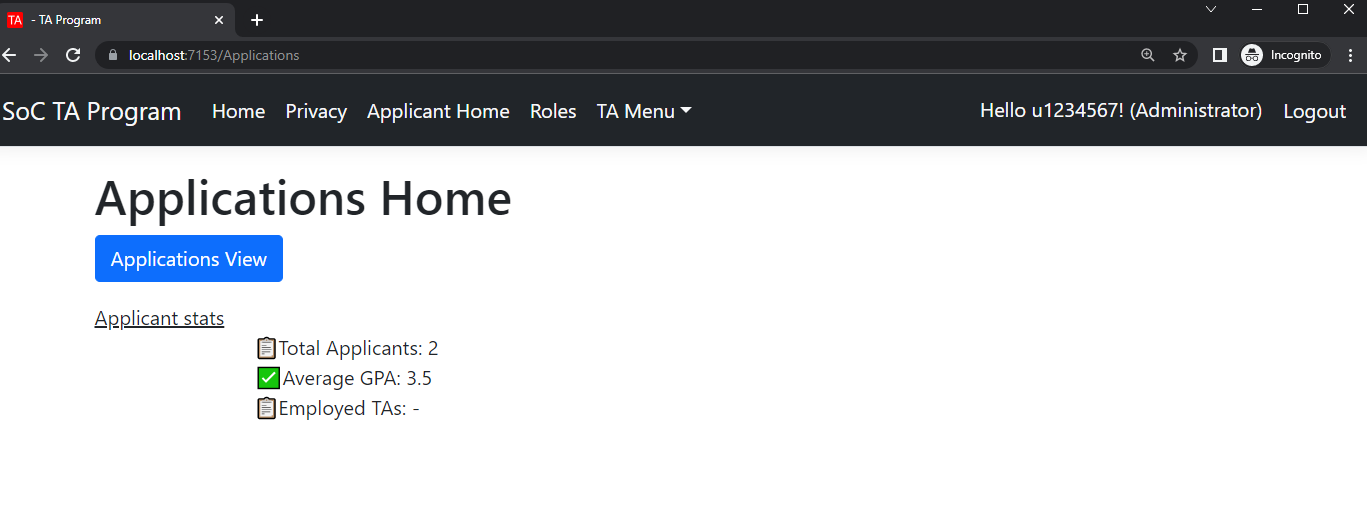 TA - TA Program
localhost:7153/Applications
Incognito
SoC TA Program Home Privacy Applicant Home Roles TA Menu Hello u1234567! (Administrator) Logout
Applications Home
Applications View
Applicant stats
📋Total Applicants: 2
✅Average GPA: 3.5
📋Employed TAs: -